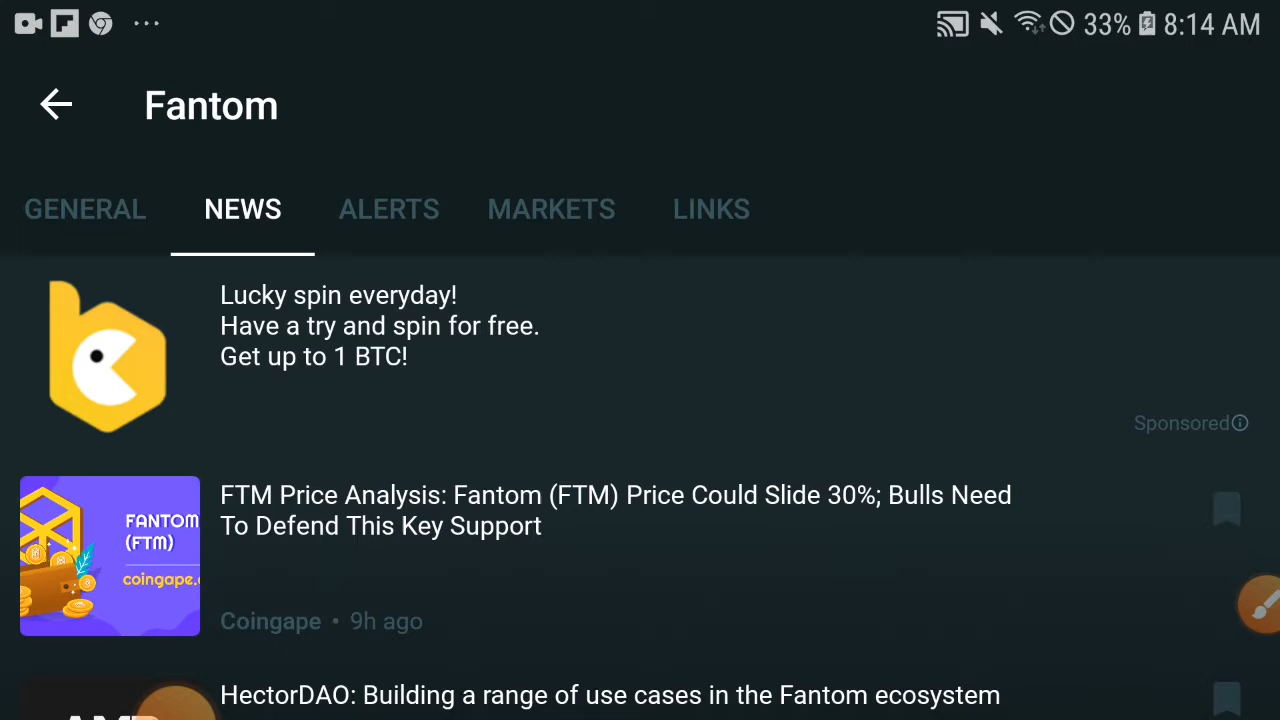 33% 8:14 AM
Fantom
GENERAL NEWS ALERTS MARKETS LINKS
Lucky spin everyday!
Have a try and spin for free.
Get up to 1 BTC!
Sponsored
FTM Price Analysis: Fantom (FTM) Price Could Slide 30%; Bulls Need
To Defend This Key Support
FANTOM
(FTM)
coingape.
Coingape • 9h ago
HectorDAO: Building a range of use cases in the Fantom ecosystem